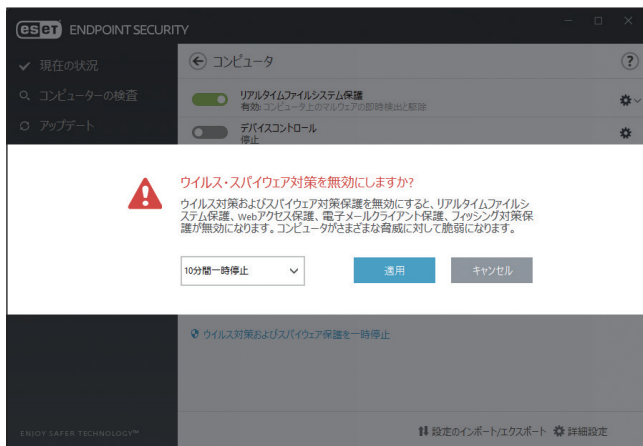 eset ENDPOINT SECURITY
現在の状況
コンピューターの検査
アップデート
コンピュータ
?
リアルタイムファイルシステム保護
有効: コンピュータ上のマルウェアの即時検出と駆除
デバイスコントロール
停止
ウイルス・スパイウェア対策を無効にしますか?
ウイルス対策およびスパイウェア対策保護を無効にすると、リアルタイムファイルシ
ステム保護、Webアクセス保護、電子メールクライアント保護、フィッシング対策保
護が無効になります。コンピュータがさまざまな脅威に対して脆弱になります。
10分間一時停止
適用
キャンセル
ウイルス対策およびスパイウェア保護を一時停止
ENJOY SAFER TECHNOLOGY™
設定のインポート/エクスポート 詳細設定